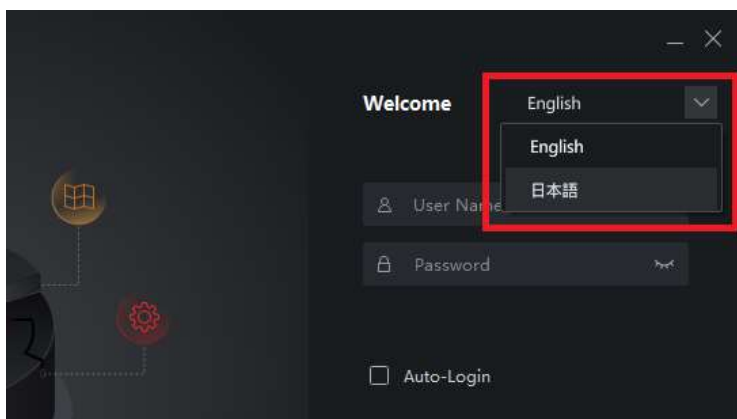 Welcome English
English
日本語
User Name
Password
Auto-Login